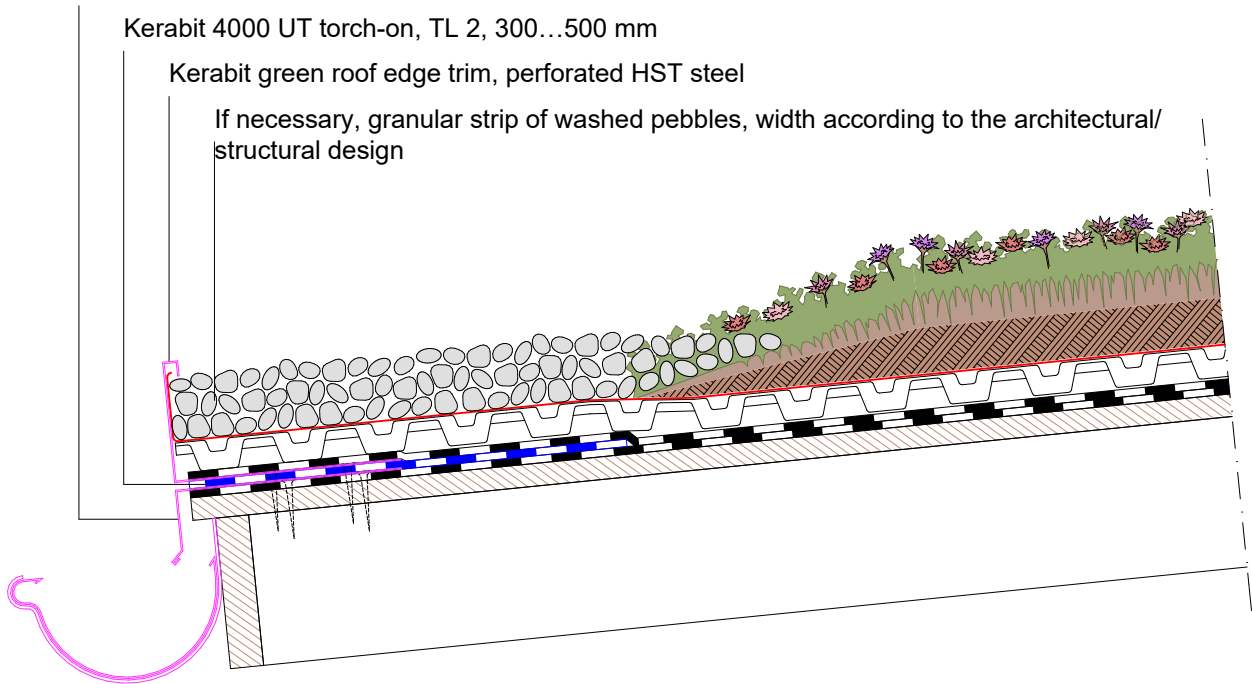 Kerabit 4000 UT torch-on, TL 2, 300…500 mm
Kerabit green roof edge trim, perforated HST steel
If necessary, granular strip of washed pebbles, width according to the architectural/
structural design